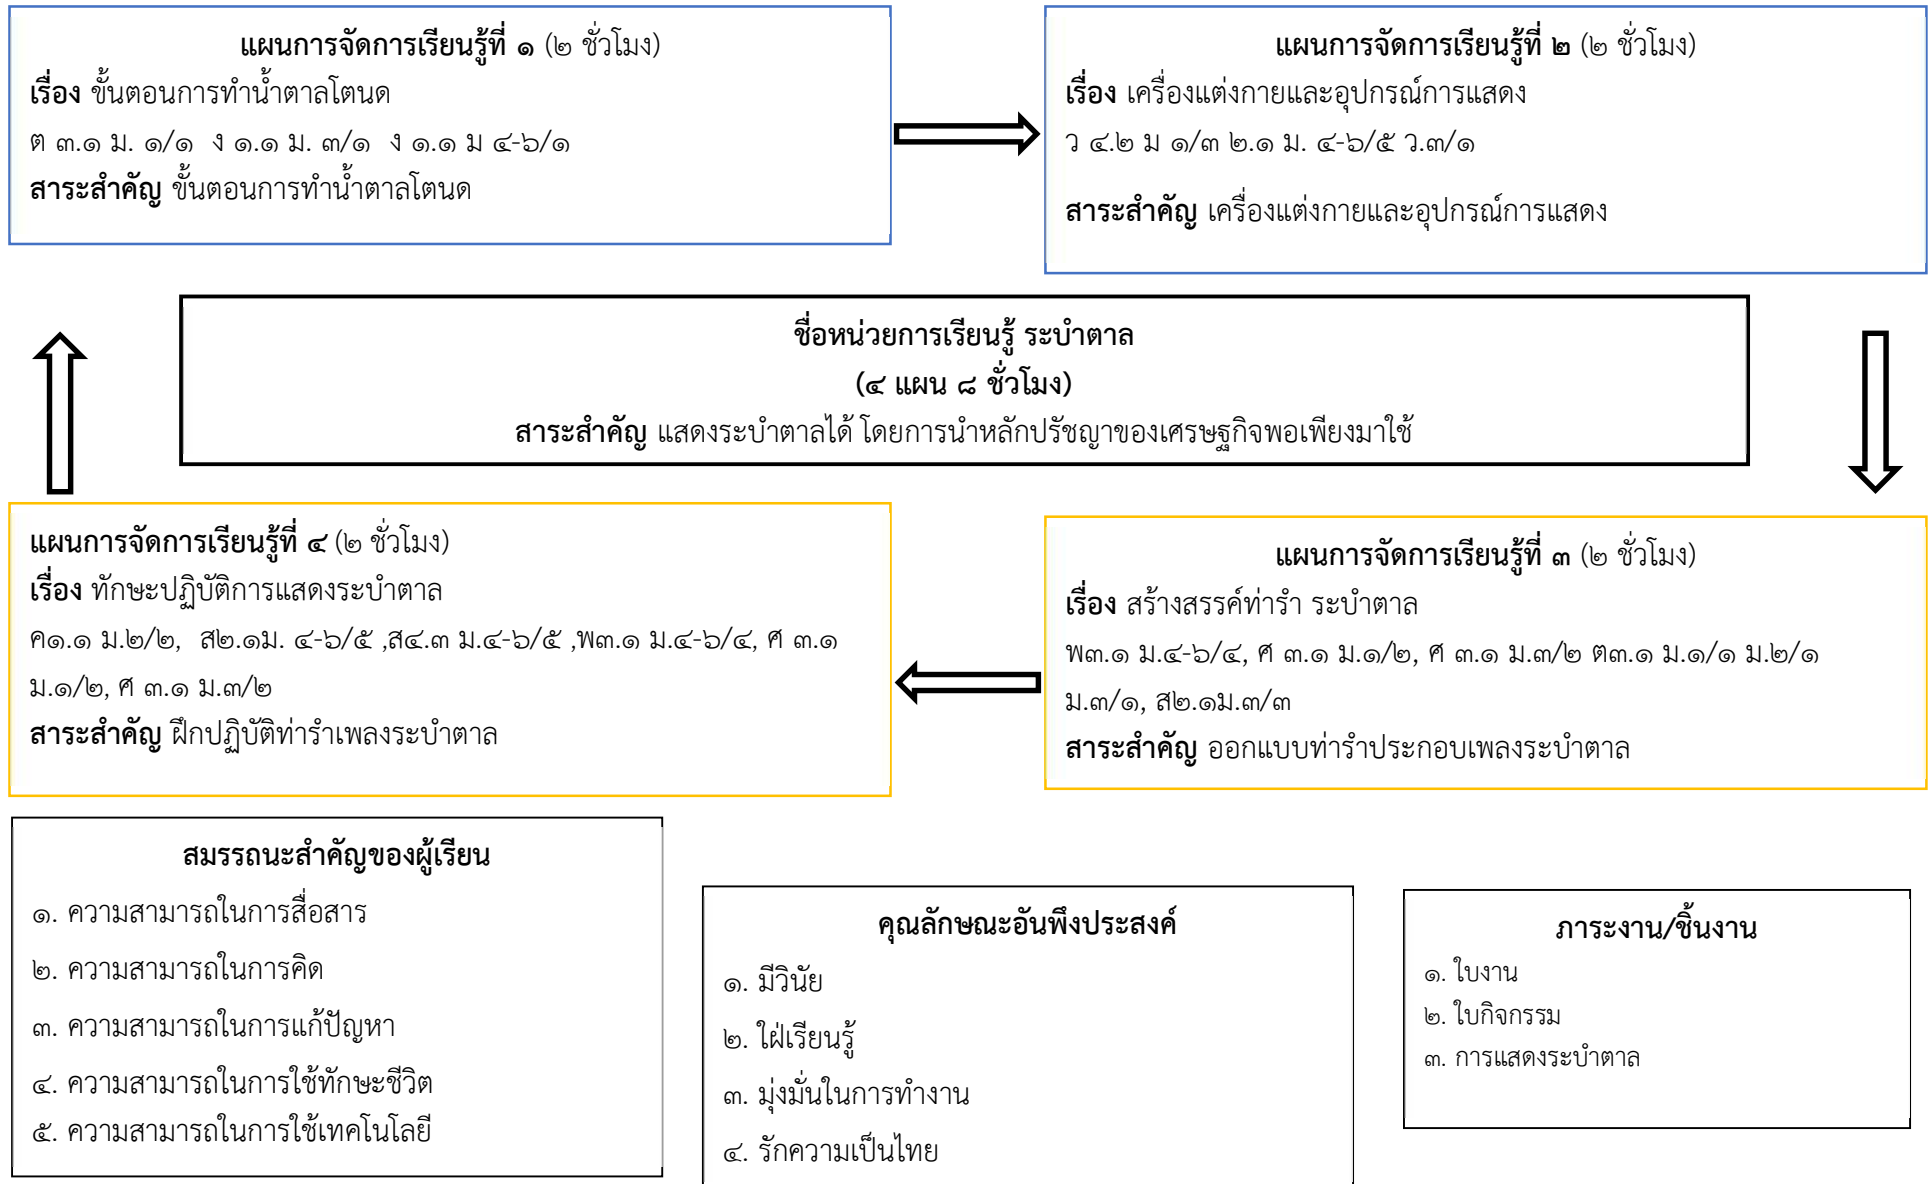 แผนการจัดการเรียนรู้ที่ ๑ (๒ ชั่วโมง)
เรื่อง ขั้นตอนการทำน้ำตาลโตนด
ต ๓.๑ ม. ๑/๑ ง ๑.๑ ม. ๓/๑ ง ๑.๑ ม ๔-๖/๑
สาระสำคัญ ขั้นตอนการทำน้ำตาลโตนด
แผนการจัดการเรียนรู้ที่ ๒ (๒ ชั่วโมง)
เรื่อง เครื่องแต่งกายและอุปกรณ์การแสดง
ว ๔.๒ ม ๑/๓ ๒.๑ ม. ๔-๖/๕ ว.๓/๑
สาระสำคัญ เครื่องแต่งกายและอุปกรณ์การแสดง
ชื่อหน่วยการเรียนรู้ ระบำตาล
(๔ แผน ๘ ชั่วโมง)
สาระสำคัญ แสดงระบำตาลได้ โดยการนำหลักปรัชญาของเศรษฐกิจพอเพียงมาใช้
แผนการจัดการเรียนรู้ที่ ๔ (๒ ชั่วโมง)
เรื่อง ทักษะปฏิบัติการแสดงระบำตาล
ค๑.๑ ม.๒/๒, ส๒.๑ม. ๔-๖/๕ ,ส๔.๓ ม.๔-๖/๕ ,พ๓.๑ ม.๔-๖/๔, ศ ๓.๑
ม.๑/๒, ศ ๓.๑ ม.๓/๒
สาระสำคัญ ฝึกปฏิบัติท่ารำเพลงระบำตาล
แผนการจัดการเรียนรู้ที่ ๓ (๒ ชั่วโมง)
เรื่อง สร้างสรรค์ท่ารำ ระบำตาล
พ๓.๑ ม.๔-๖/๔, ศ ๓.๑ ม.๑/๒, ศ ๓.๑ ม.๓/๒ ต๓.๑ ม.๑/๑ ม.๒/๑
ม.๓/๑, ส๒.๑ม.๓/๓
สาระสำคัญ ออกแบบท่ารำประกอบเพลงระบำตาล
สมรรถนะสำคัญของผู้เรียน
๑. ความสามารถในการสื่อสาร
๒. ความสามารถในการคิด
๓. ความสามารถในการแก้ปัญหา
๔. ความสามารถในการใช้ทักษะชีวิต
๕. ความสามารถในการใช้เทคโนโลยี
คุณลักษณะอันพึงประสงค์
๑. มีวินัย
๒. ใฝ่เรียนรู้
๓. มุ่งมั่นในการทำงาน
๔. รักความเป็นไทย
ภาระงาน/ชิ้นงาน
๑. ใบงาน
๒. ใบกิจกรรม
๓. การแสดงระบำตาล